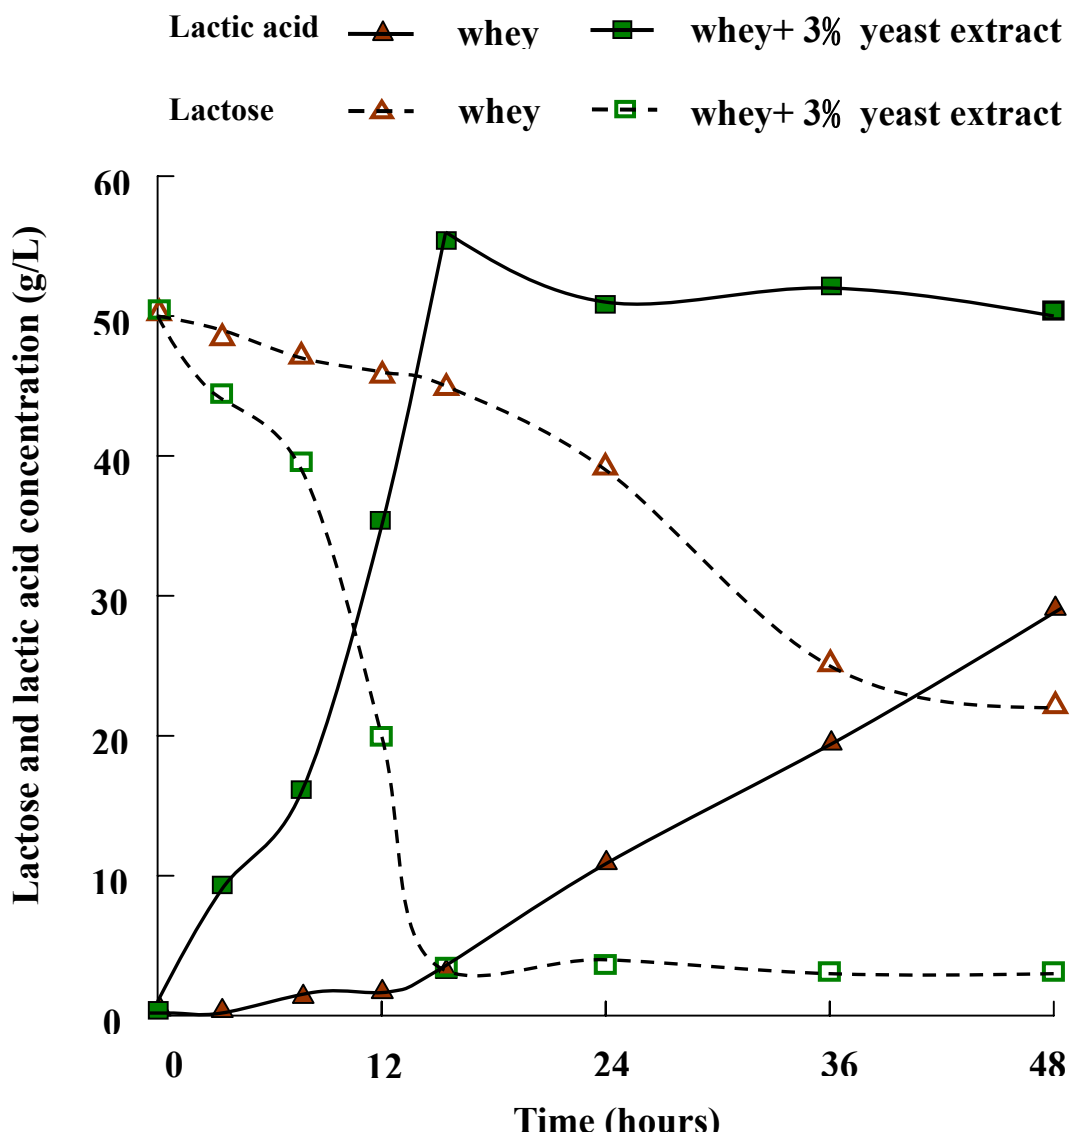 Lactic acid whey whey+ 3% yeast extract
Lactose whey whey+ 3% yeast extract
Lactose and lactic acid concentration (g/L)
60
50
40
30
20
10
0
0 12 24 36 48
Time (hours)